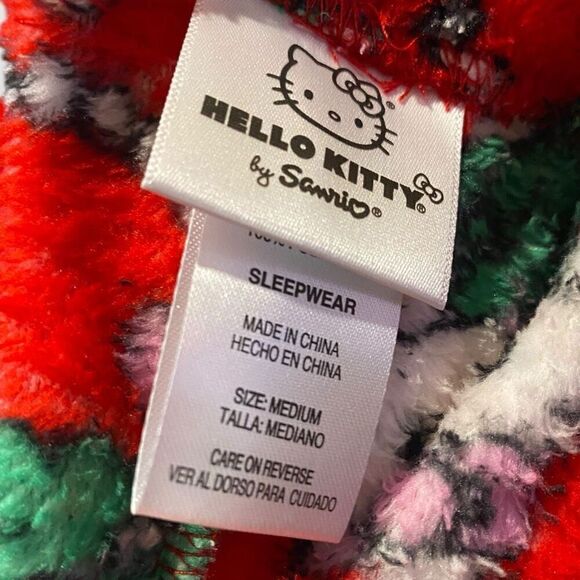 HELLO KITTY®
by Sanrio®
SLEEPWEAR
MADE IN CHINA
HECHO EN CHINA
SIZE: MEDIUM
TALLA: MEDIANO
CARE ON REVERSE
VER AL DORSO PARA CUIDADO